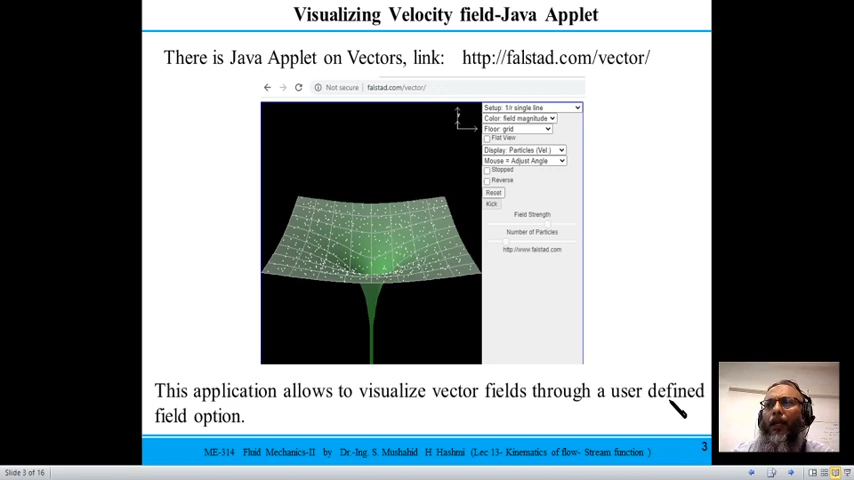 Visualizing Velocity field-Java Applet
There is Java Applet on Vectors, link: http://falstad.com/vector/
Not secure | falstad.com/vector/
Setup: 1/r single line
Color: field magnitude
Floor: grid
Flat View
Display: Particles (Vel.)
Mouse = Adjust Angle
Stopped
Reverse
Reset
Kick
Field Strength
Number of Particles
http://www.falstad.com
This application allows to visualize vector fields through a user defined
field option.
ME-314 Fluid Mechanics-II by Dr.-Ing. S. Mushahid H Hashmi (Lec 13- Kinematics of flow- Stream function )
3
Slide 3 of 16